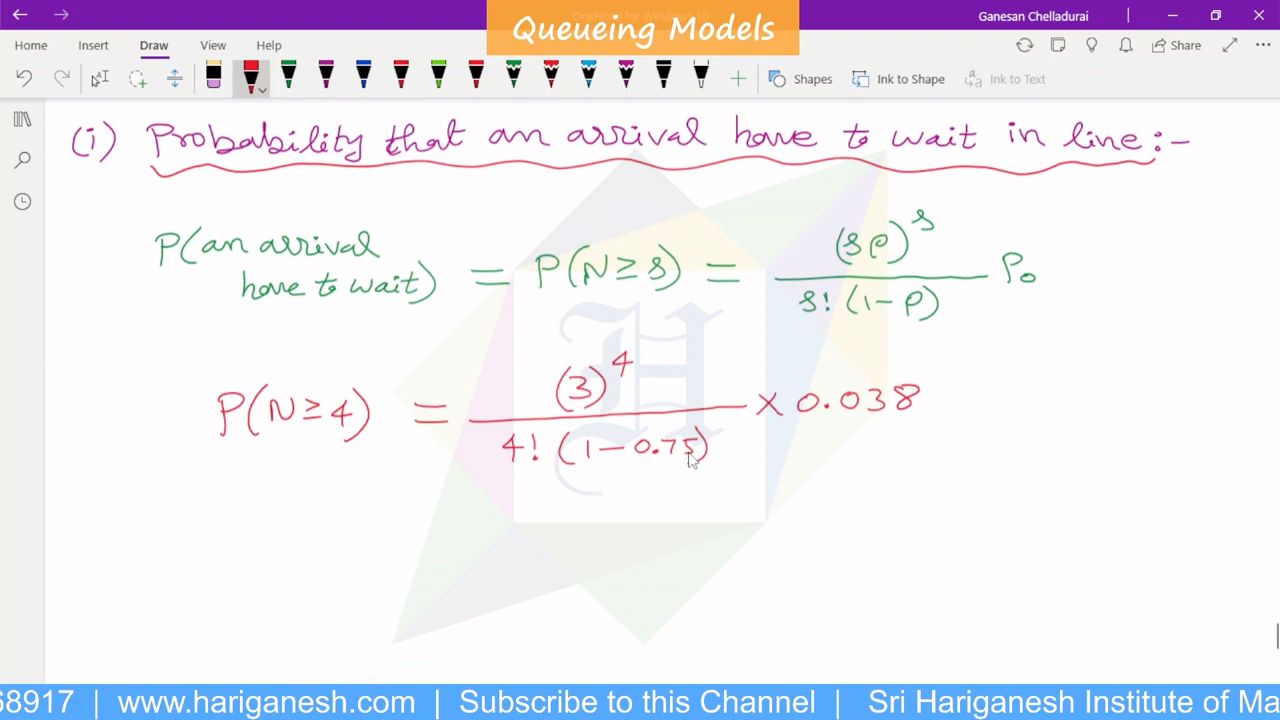 Queueing Models
Ganesan Chelladurai
Home Insert Draw View Help
Share
Shapes
Ink to Shape
Ink to Text
(i) Probability that an arrival have to wait in line:-
P(an arrival
have to wait) = P(N ≥ s) = (sρ)^s / s! (1-ρ) P₀
P(N ≥ 4) = (3)^4 / 4! (1-0.75) × 0.038
68917 | www.hariganesh.com | Subscribe to this Channel | Sri Hariganesh Institute of Ma